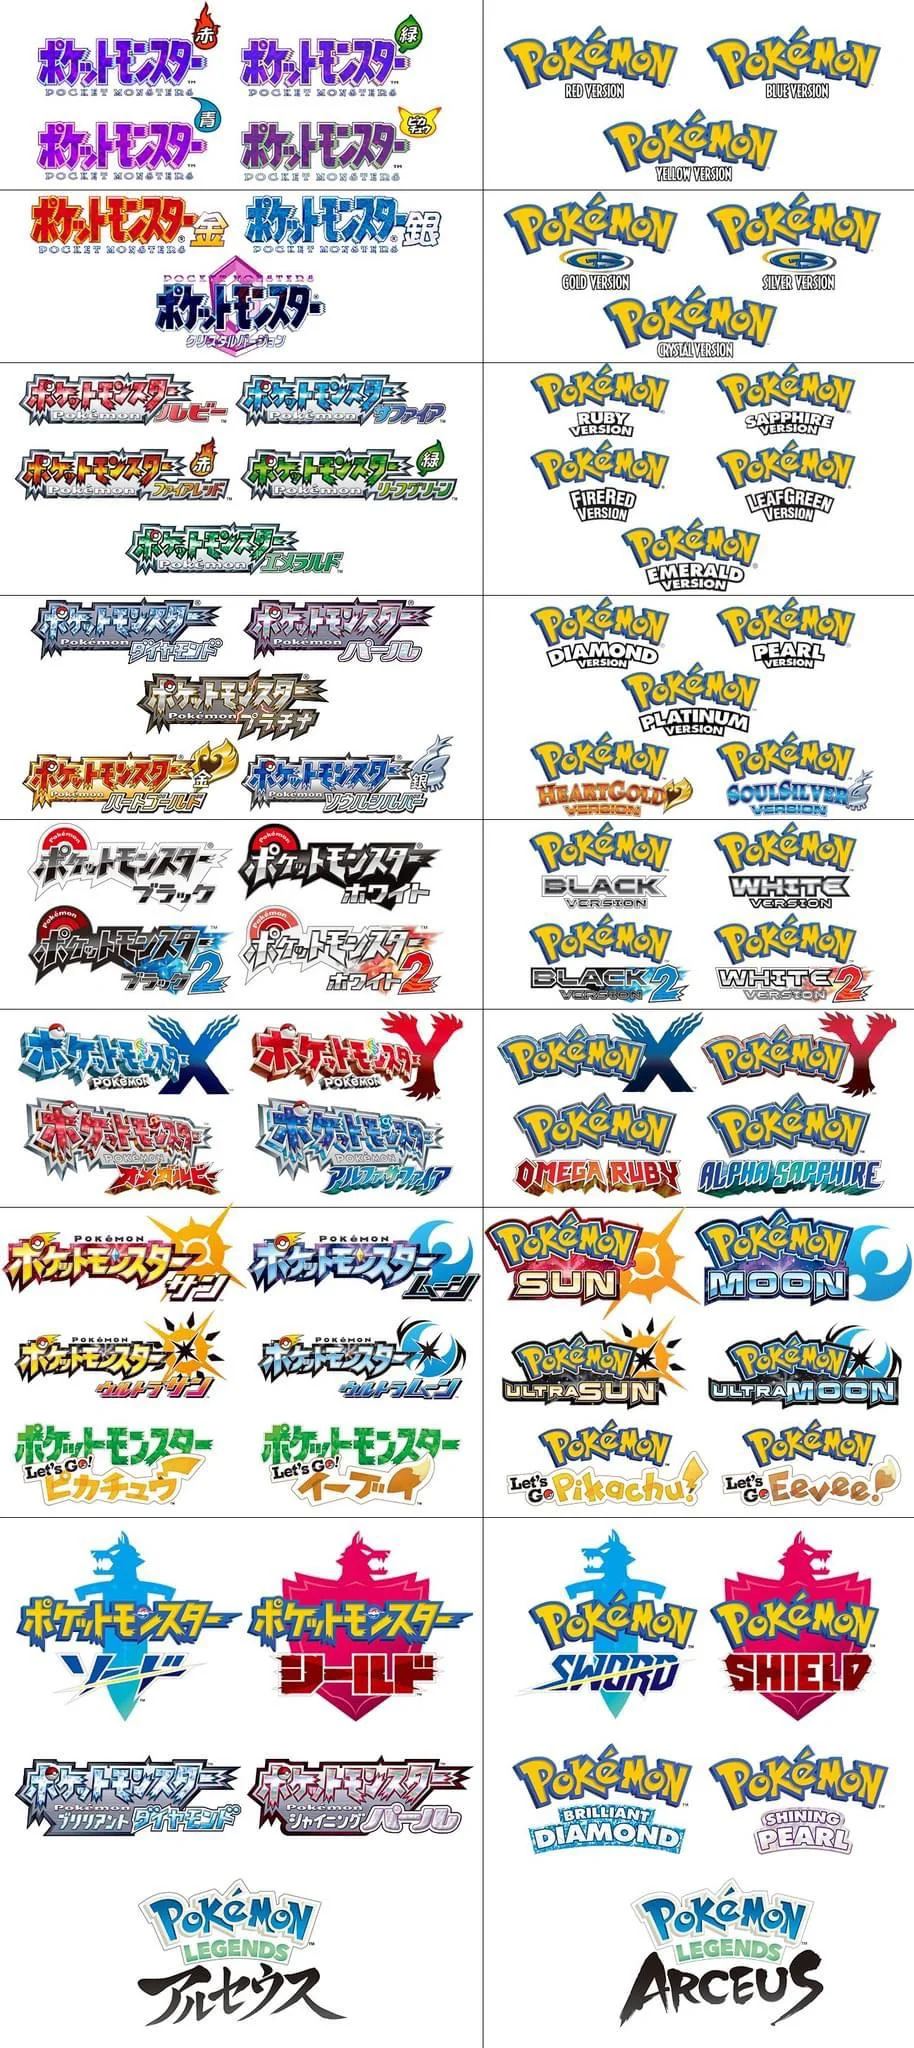 赤
緑
ポケットモンスター ポケットモンスター
POCKET MONSTERS POCKET MONSTERS
青
ピカチュウ
ポケットモンスター ポケットモンスター
POCKET MONSTERS POCKET MONSTERS
Pokémon Pokémon
RED VERSION BLUE VERSION
Pokémon
YELLOW VERSION
ポケットモンスター金 ポケットモンスター銀
POCKET MONSTERS POCKET MONSTERS
POCKET MONSTERS
ポケットモンスター
クリスタルバージョン
Pokémon Pokémon
GS GS
GOLD VERSION SILVER VERSION
Pokémon
CRYSTAL VERSION
ポケットモンスター ポケットモンスター
Pokémon ルビー Pokémon サファイア
ポケットモンスター 赤 ポケットモンスター 緑
Pokémon ファイアレッド Pokémon リーフグリーン
ポケットモンスター
Pokémon エメラルド
Pokémon Pokémon
RUBY VERSION SAPPHIRE VERSION
Pokémon Pokémon
FIRERED VERSION LEAFGREEN VERSION
Pokémon
EMERALD VERSION
ポケットモンスター ポケットモンスター
Pokémon ダイヤモンド Pokémon パール
ポケットモンスター
Pokémon プラチナ
ポケットモンスター 金 ポケットモンスター 銀
Pokémon ハートゴールド Pokémon ソウルシルバー
Pokémon Pokémon
DIAMOND VERSION PEARL VERSION
Pokémon
PLATINUM VERSION
Pokémon Pokémon
HEARTGOLD VERSION SOULSILVER VERSION
Pokémon Pokémon
ポケットモンスター ポケットモンスター
ブラック ホワイト
Pokémon Pokémon
ポケットモンスター ポケットモンスター
ブラック2 ホワイト2
Pokémon Pokémon
BLACK VERSION WHITE VERSION
Pokémon Pokémon
BLACK VERSION 2 WHITE VERSION 2
ポケットモンスター X ポケットモンスター Y
POKÉMON POKÉMON
ポケットモンスター ポケットモンスター
POKÉMON POKÉMON
オメガルビー アルファサファイア
Pokémon X Pokémon Y
Pokémon Pokémon
OMEGA RUBY ALPHA SAPPHIRE
POKÉMON POKÉMON
ポケットモンスター ポケットモンスター
サン ムーン
POKÉMON POKÉMON
ポケットモンスター ポケットモンスター
ウルトラサン ウルトラムーン
ポケットモンスター ポケットモンスター
Let's Go! ピカチュウ Let's Go! イーブイ
Pokémon Pokémon
SUN MOON
Pokémon Pokémon
ULTRA SUN ULTRA MOON
Pokémon Pokémon
Let's Go Pikachu! Let's Go Eevee!
ポケットモンスター ポケットモンスター
ソード シールド
ポケットモンスター ポケットモンスター
Pokémon Pokémon
ブリリアント ダイヤモンド シャイニング パール
Pokémon
LEGENDS
アルセウス
Pokémon Pokémon
SWORD SHIELD
Pokémon Pokémon
BRILLIANT DIAMOND SHINING PEARL
Pokémon
LEGENDS
ARCEUS